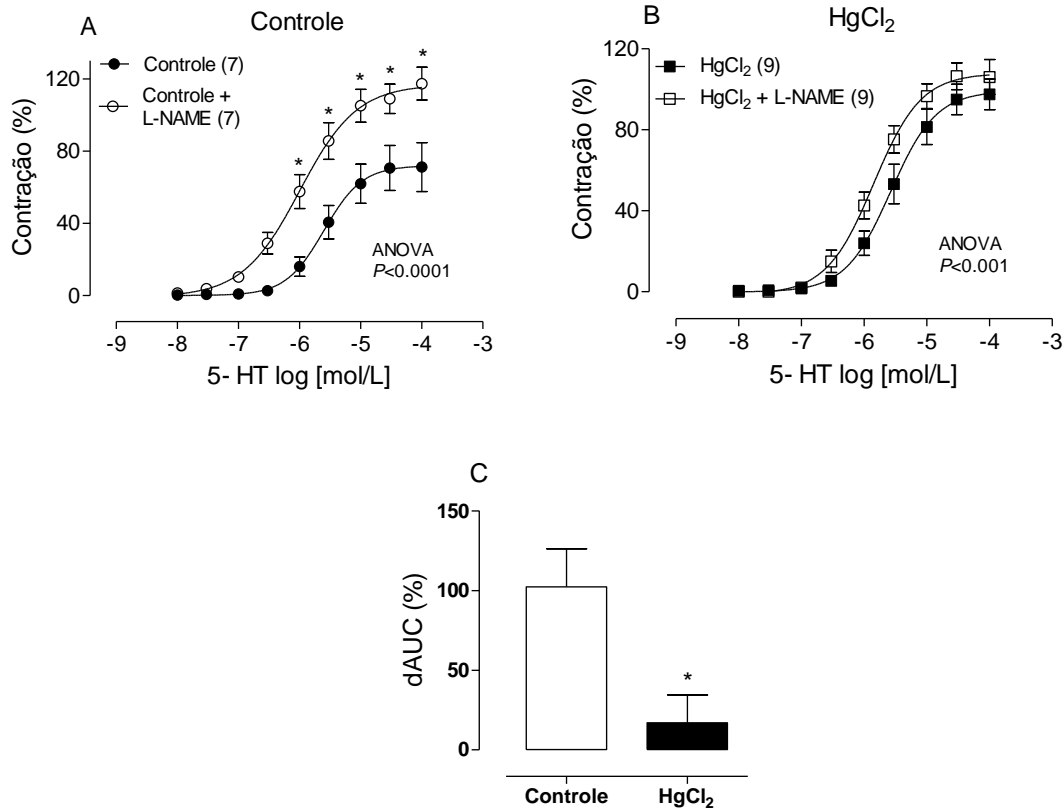 A
Controle
Controle (7)
Controle +
L-NAME (7)
120
80
40
0
Contração (%)
* * * * * *
ANOVA
P<0.0001
-9 -8 -7 -6 -5 -4 -3
5- HT log [mol/L]
B
HgCl₂
HgCl₂ (9)
HgCl₂ + L-NAME (9)
120
80
40
0
Contração (%)
ANOVA
P<0.001
-9 -8 -7 -6 -5 -4 -3
5- HT log [mol/L]
C
150
100
50
0
dAUC (%)
*
Controle HgCl₂